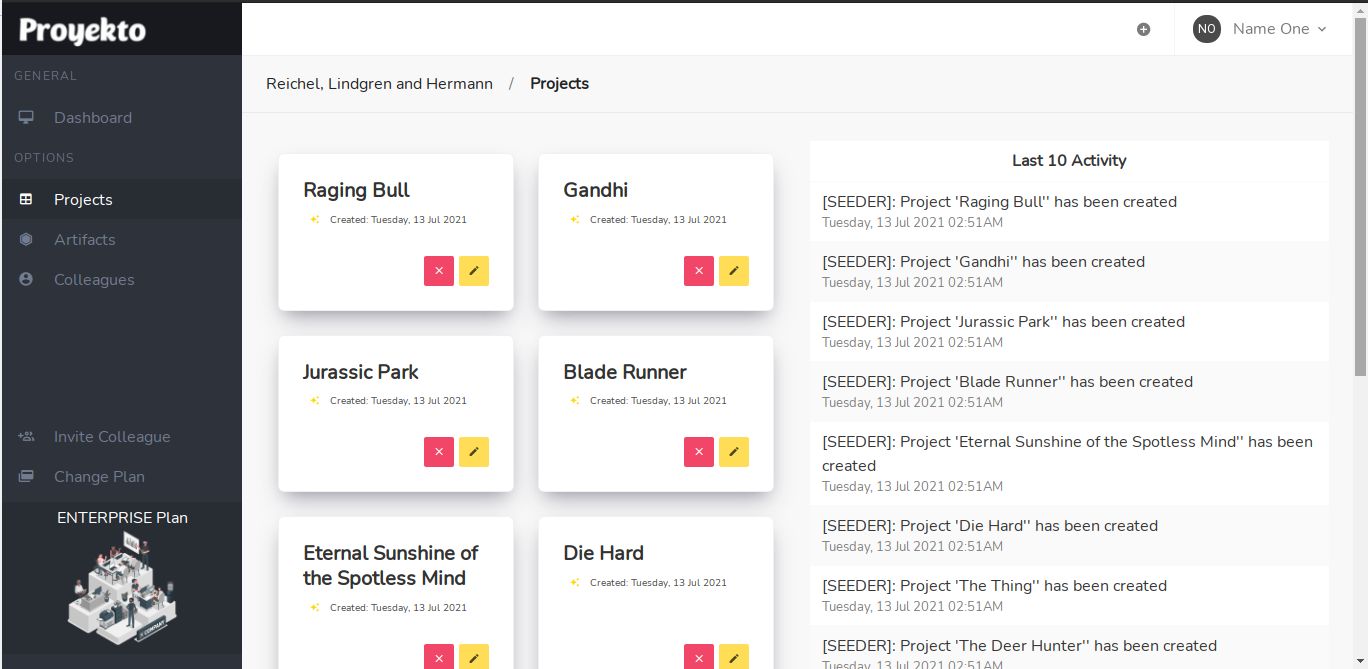 Proyekto
GENERAL
Dashboard
OPTIONS
Projects
Artifacts
Colleagues
Invite Colleague
Change Plan
ENTERPRISE Plan
COMPANY
NO Name One
Reichel, Lindgren and Hermann / Projects
Raging Bull
Created: Tuesday, 13 Jul 2021
Gandhi
Created: Tuesday, 13 Jul 2021
Jurassic Park
Created: Tuesday, 13 Jul 2021
Blade Runner
Created: Tuesday, 13 Jul 2021
Eternal Sunshine of
the Spotless Mind
Created: Tuesday, 13 Jul 2021
Die Hard
Created: Tuesday, 13 Jul 2021
Last 10 Activity
[SEEDER]: Project 'Raging Bull'' has been created
Tuesday, 13 Jul 2021 02:51AM
[SEEDER]: Project 'Gandhi'' has been created
Tuesday, 13 Jul 2021 02:51AM
[SEEDER]: Project 'Jurassic Park'' has been created
Tuesday, 13 Jul 2021 02:51AM
[SEEDER]: Project 'Blade Runner'' has been created
Tuesday, 13 Jul 2021 02:51AM
[SEEDER]: Project 'Eternal Sunshine of the Spotless Mind'' has been
created
Tuesday, 13 Jul 2021 02:51AM
[SEEDER]: Project 'Die Hard'' has been created
Tuesday, 13 Jul 2021 02:51AM
[SEEDER]: Project 'The Thing'' has been created
Tuesday, 13 Jul 2021 02:51AM
[SEEDER]: Project 'The Deer Hunter'' has been created
Tuesday, 13 Jul 2021 02:51AM